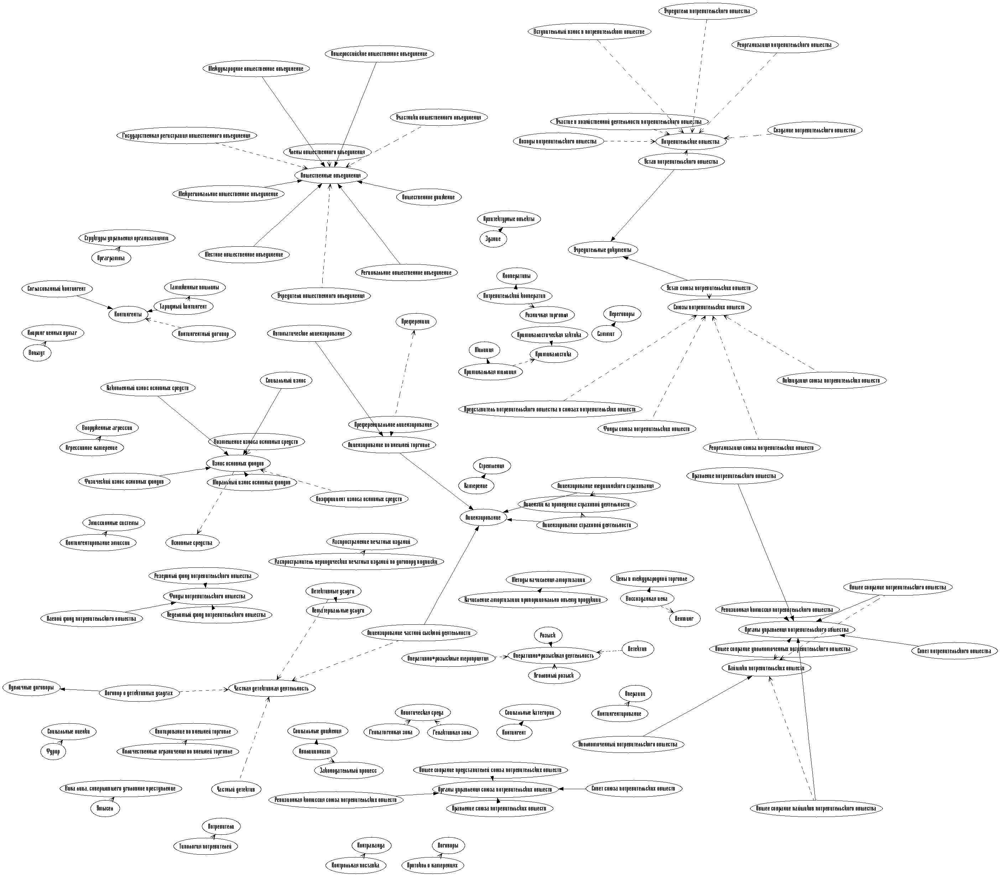 Учредители потребительского общества
Вступительный взнос в потребительском обществе
Реорганизация потребительского общества
Общероссийское общественное объединение
Международное общественное объединение
Участники общественного объединения
Участие в хозяйственной деятельности потребительского общества
Создание потребительского общества
Государственная регистрация общественного объединения
Доходы потребительского общества
Потребительские общества
Члены общественного объединения
Устав потребительского общества
Общественные объединения
Межрегиональное общественное объединение
Общественное движение
Архитектурные объекты
Здание
Структуры управления организациями
Учредительные документы
Местное общественное объединение
Оргаграмма
Региональное общественное объединение
Кооперативы
Таможенные пошлины
Устав союза потребительских обществ
Согласованный контингент
Учредители общественного объединения
Потребительский кооператив
Тарифный контингент
Союзы потребительских обществ
Контингенты
Розничная торговля
Переговоры
Преференции
Клиринг ценных бумаг
Контингентный договор
Автоматическое лицензирование
Криминалистическая тактика
Саммит
Милиция
Вошаут
Криминалистика
Криминальная милиция
Социальный износ
Ликвидация союза потребительских обществ
Накопленный износ основных средств
Представитель потребительского общества в союзах потребительских обществ
Преференциальное лицензирование
Вооруженные агрессии
Фонды союза потребительских обществ
Возмещение износа основных средств
Лицензирование во внешней торговле
Агрессивное намерение
Реорганизация союза потребительских обществ
Износ основных фондов
Стремления
Правление потребительского общества
Физический износ основных фондов
Моральный износ основных фондов
Намерение
Лицензирование медицинского страхования
Коэффициент износа основных средств
Лицензии на проведение страховой деятельности
Лицензирование
Эмиссионные системы
Лицензирование страховой деятельности
Контингентирование эмиссии
Основные средства
Распространение печатных изданий
Распространитель периодических печатных изданий по договору подписки
Резервный фонд потребительского общества
Методы начисления амортизации
Цены в международной торговле
Общее собрание потребительского общества
Детективные услуги
Фонды потребительского общества
Начисление амортизации пропорционально объему продукции
Воссозданная цена
Ревизионная комиссия потребительского общества
Нематериальные услуги
Неделимый фонд потребительского общества
Паевой фонд потребительского общества
Демпинг
Органы управления потребительского общества
Лицензирование частной сыскной деятельности
Розыск
Детектив
Общее собрание уполномоченных потребительского общества
Совет потребительского общества
Оперативно-розыскная деятельность
Оперативно-розыскные мероприятия
Пайщики потребительских обществ
Уголовный розыск
Публичные договоры
Частная детективная деятельность
Договор о детективных услугах
Операции
Абиотическая среда
Социальные категории
Контингентирование
Социальные оценки
Квотирование во внешней торговле
Социальные движения
Геопатогенная зона
Геоактивная зона
Контингент
Уполномоченный потребительского общества
Фурор
Количественные ограничения во внешней торговле
Аболиционизм
Законодательный процесс
Общее собрание представителей союза потребительских обществ
Вина лица, совершившего уголовное преступление
Частный детектив
Органы управления союза потребительских обществ
Совет союза потребительских обществ
Ревизионная комиссия союза потребительских обществ
Умысел
Правление союза потребительских обществ
Общее собрание пайщиков потребительского общества
Потребители
Типология потребителей
Контрабанда
Договоры
Контрольная поставка
Протокол о намерениях